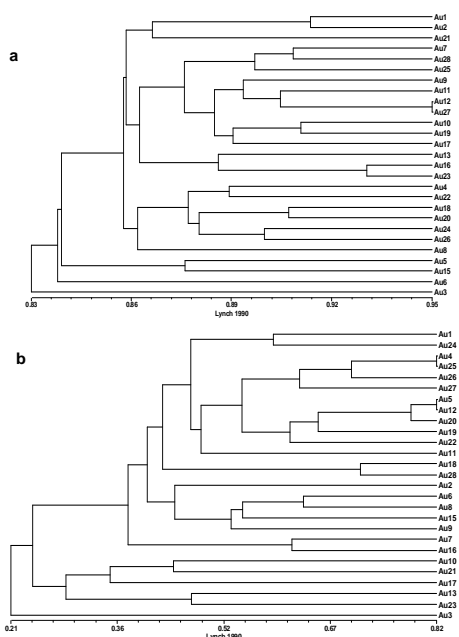 a
Au1
Au2
Au21
Au7
Au28
Au25
Au9
Au11
Au12
Au27
Au10
Au19
Au17
Au13
Au16
Au23
Au4
Au22
Au18
Au20
Au24
Au26
Au8
Au5
Au15
Au6
Au3
0.83 0.86 0.89 0.92 0.95
Lynch 1990
b
Au1
Au24
Au4
Au25
Au26
Au27
Au5
Au12
Au20
Au19
Au22
Au11
Au18
Au28
Au2
Au6
Au8
Au15
Au9
Au7
Au16
Au10
Au21
Au17
Au13
Au23
Au3
0.21 0.36 0.52 0.67 0.82
Lynch 1990